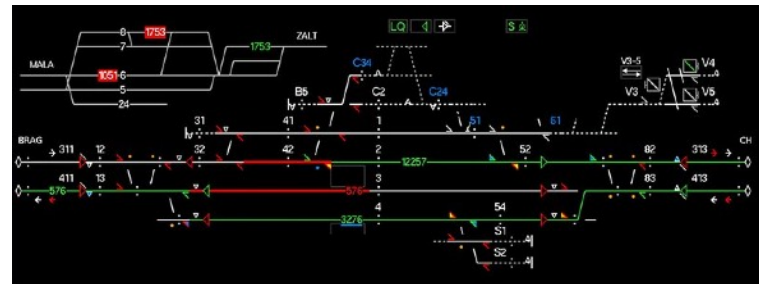 LQ S
8 1753
7 1753 ZALT
MALA 1051 6
5
24
C34 V3-5 V4
B5 C2 C24 V3 V5
31 41 1 51 61
BRAG 311 12 32 42 2 12257 52 82 313 CH
411 13 3 83 413
576 576
4 3276 54
S1
S2